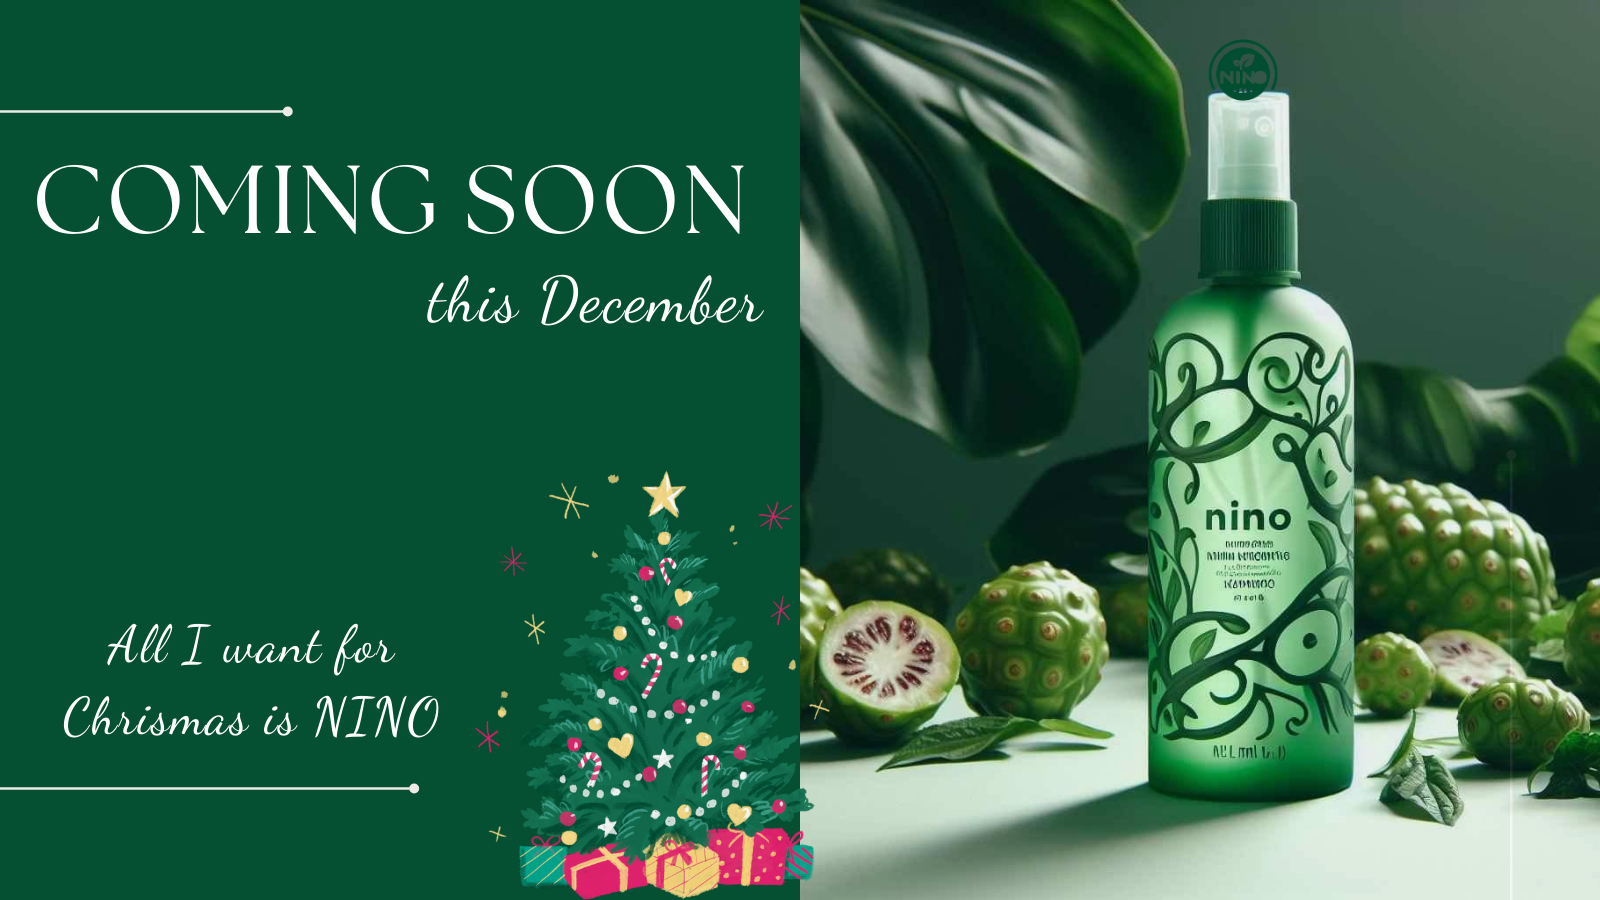 COMING SOON
this December
All I want for
Chrismas is NINO
NINO
nino